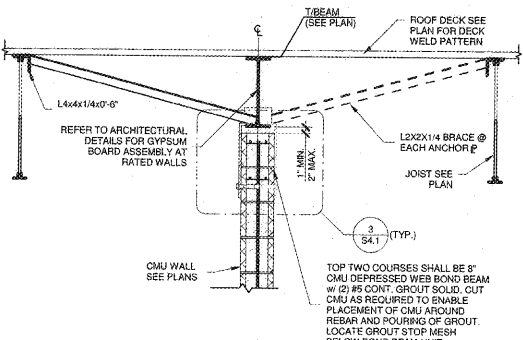 ℄
T/BEAM
(SEE PLAN)
ROOF DECK SEE
PLAN FOR DECK
WELD PATTERN
L4x4x1/4x0'-6"
REFER TO ARCHITECTURAL
DETAILS FOR GYPSUM
BOARD ASSEMBLY AT
RATED WALLS
1" MIN.
2" MAX.
L2X2X1/4 BRACE @
EACH ANCHOR
JOIST SEE
PLAN
3
S4.1
(TYP.)
CMU WALL
SEE PLANS
TOP TWO COURSES SHALL BE 8"
CMU DEPRESSED WEB BOND BEAM
w/ (2) #5 CONT. GROUT SOLID, CUT
CMU AS REQUIRED TO ENABLE
PLACEMENT OF CMU AROUND
REBAR AND POURING OF GROUT.
LOCATE GROUT STOP MESH
BELOW BOND BEAM UNIT